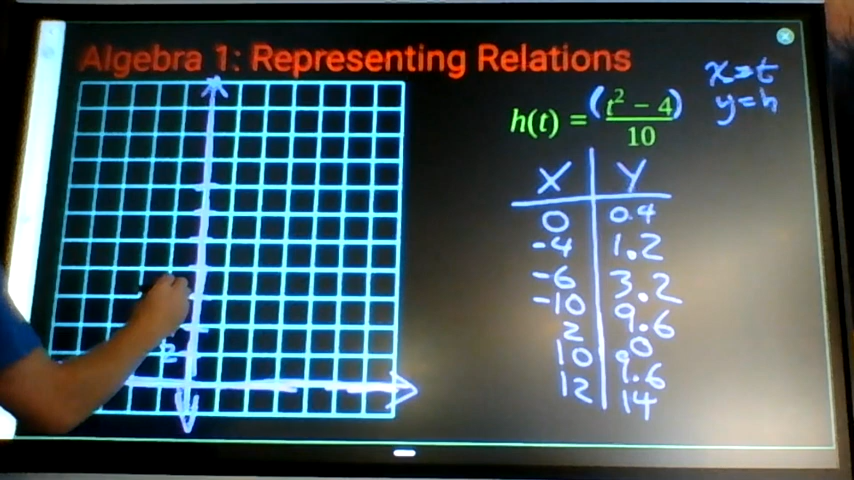 Algebra 1: Representing Relations
h(t) = (t² − 4) / 10
x=t
y=h
X Y
0 0.4
-4 1.2
-6 3.2
-10 9.6
2 0
10 9.6
12 14
2